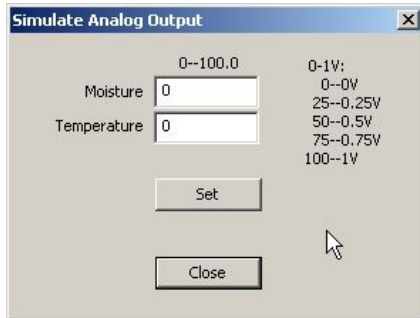 Simulate Analog Output
0--100.0
Moisture 0
Temperature 0
0-1V:
0--0V
25--0.25V
50--0.5V
75--0.75V
100--1V
Set
Close